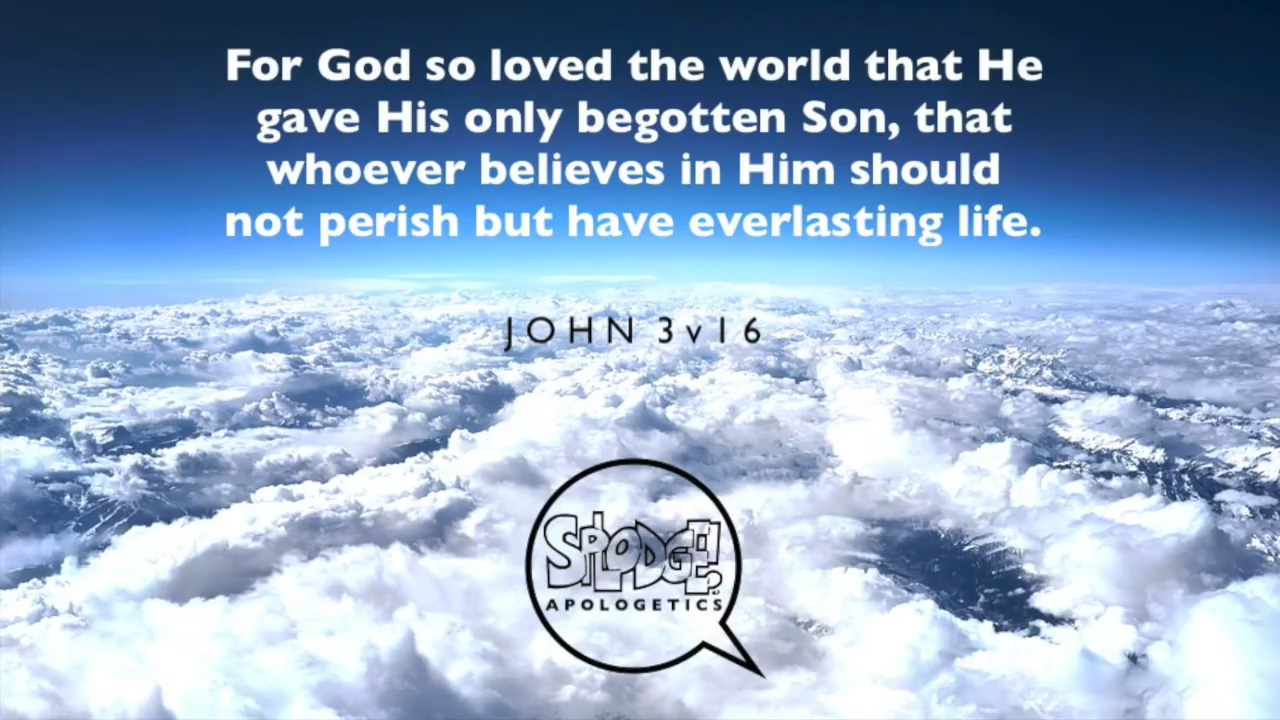 For God so loved the world that He
gave His only begotten Son, that
whoever believes in Him should
not perish but have everlasting life.
JOHN 3v16
SPLODGE!
APOLOGETICS